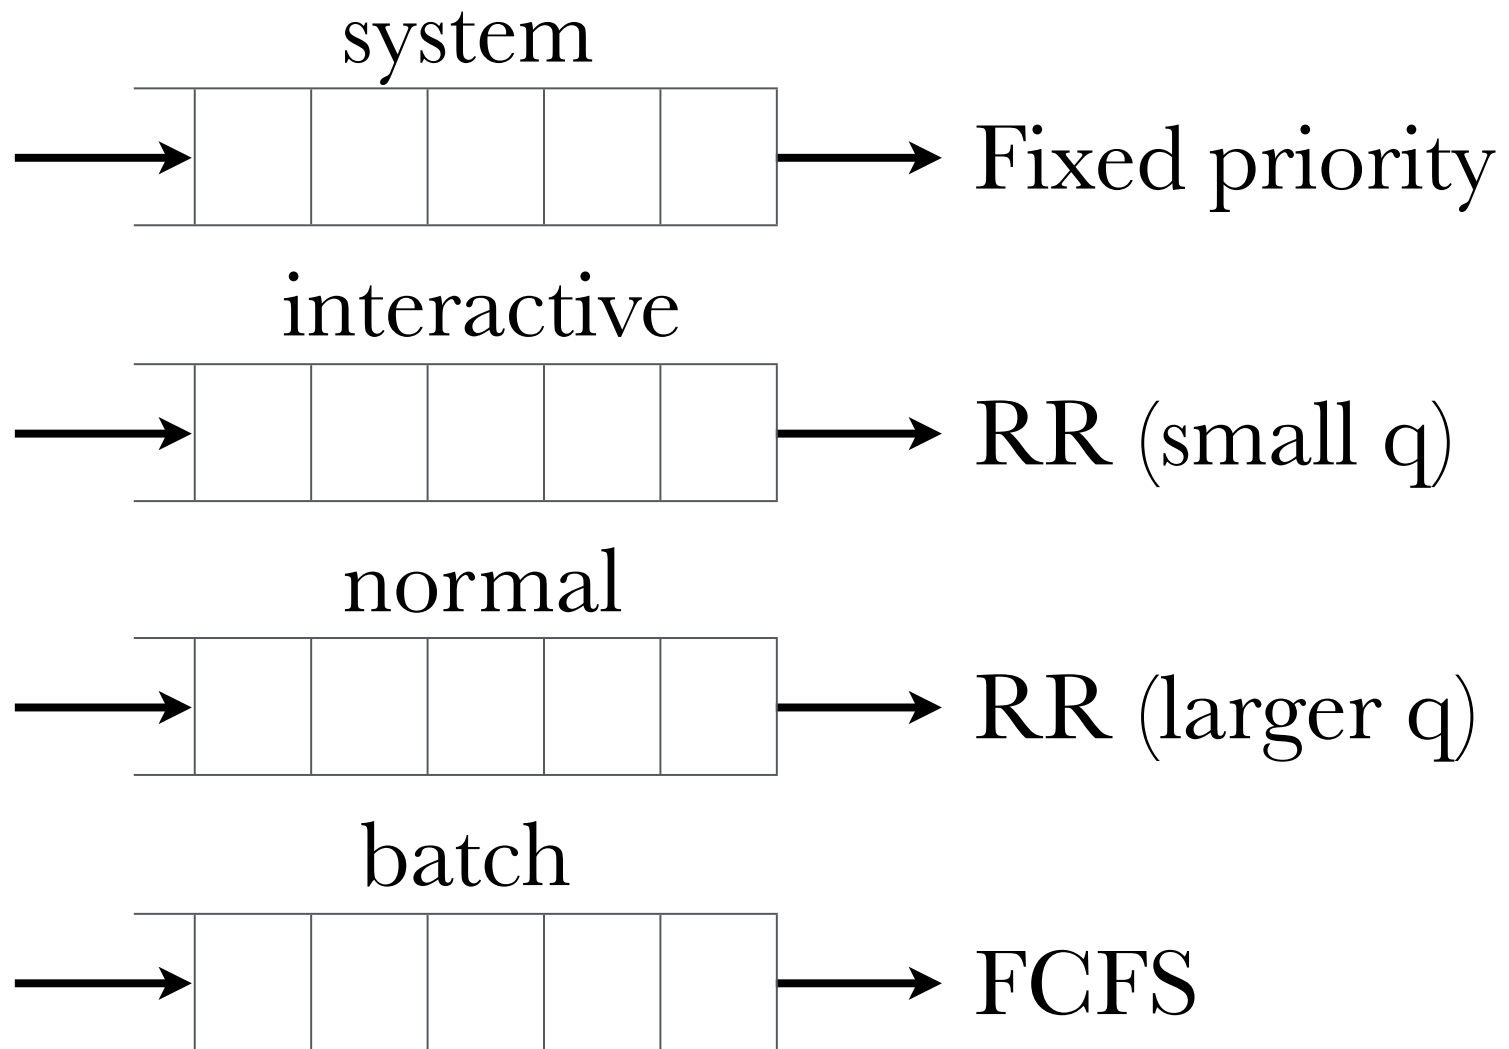 system
Fixed priority
interactive
RR (small q)
normal
RR (larger q)
batch
FCFS